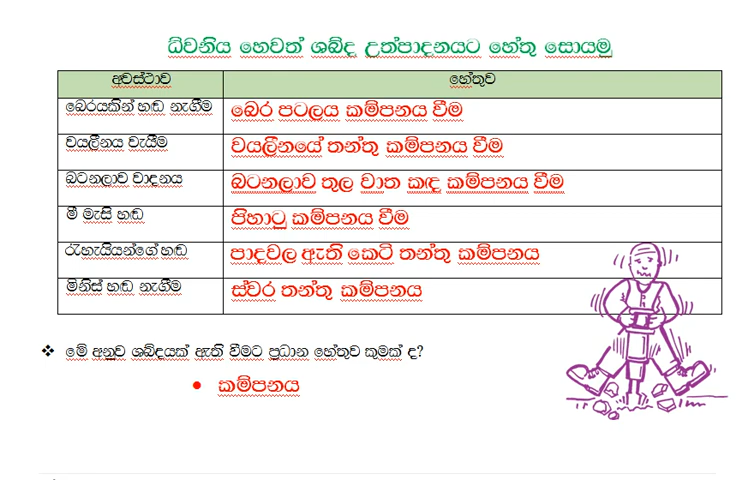 ධ්වනිය හෙවත් ශබ්ද උත්පාදනයට හේතු සොයමු
අවස්ථාව හේතුව
බෙරයකින් හඬ නැගීම බෙර පටලය කම්පනය වීම
වයලීනය වැයීම වයලීනයේ තන්තු කම්පනය වීම
බටනලාව වාදනය බටනලාව තුල වාත කඳ කම්පනය වීම
මී මැසි හඬ පිහාටු කම්පනය වීම
රැහැයියන්ගේ හඬ පාදවල ඇති කෙටි තන්තු කම්පනය
මිනිස් හඬ නැගීම ස්වර තන්තු කම්පනය
❖ මේ අනුව ශබ්දයක් ඇති වීමට ප්‍රධාන හේතුව කුමක් ද?
• කම්පනය